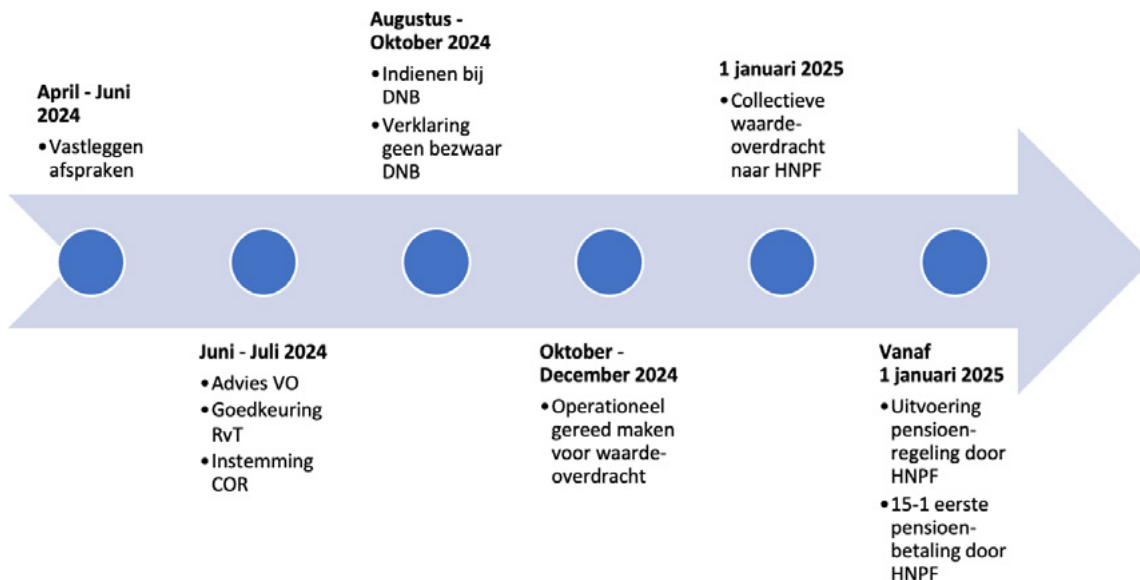 April - Juni
2024
•Vastleggen
afspraken
Juni - Juli 2024
•Advies VO
•Goedkeuring
RvT
•Instemming
COR
Augustus -
Oktober 2024
•Indienen bij
DNB
•Verklaring
geen bezwaar
DNB
Oktober -
December 2024
•Operationeel
gereed maken
voor waarde-
overdracht
1 januari 2025
•Collectieve
waarde-
overdracht
naar HNPF
Vanaf
1 januari 2025
•Uitvoering
pensioen-
regeling door
HNPF
•15-1 eerste
pensioen-
betaling door
HNPF